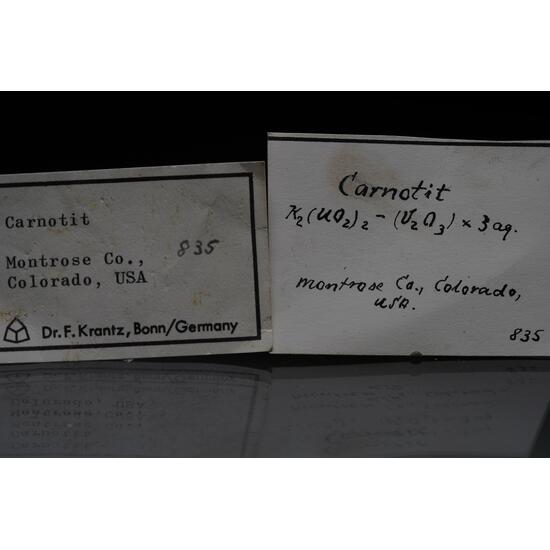 Carnotit
835
Montrose Co.,
Colorado, USA
Dr. F. Krantz, Bonn/Germany
Carnotit
K₂(UO₂)₂-(V₂O₃) × 3 aq.
Montrose Co., Colorado,
USA.
835